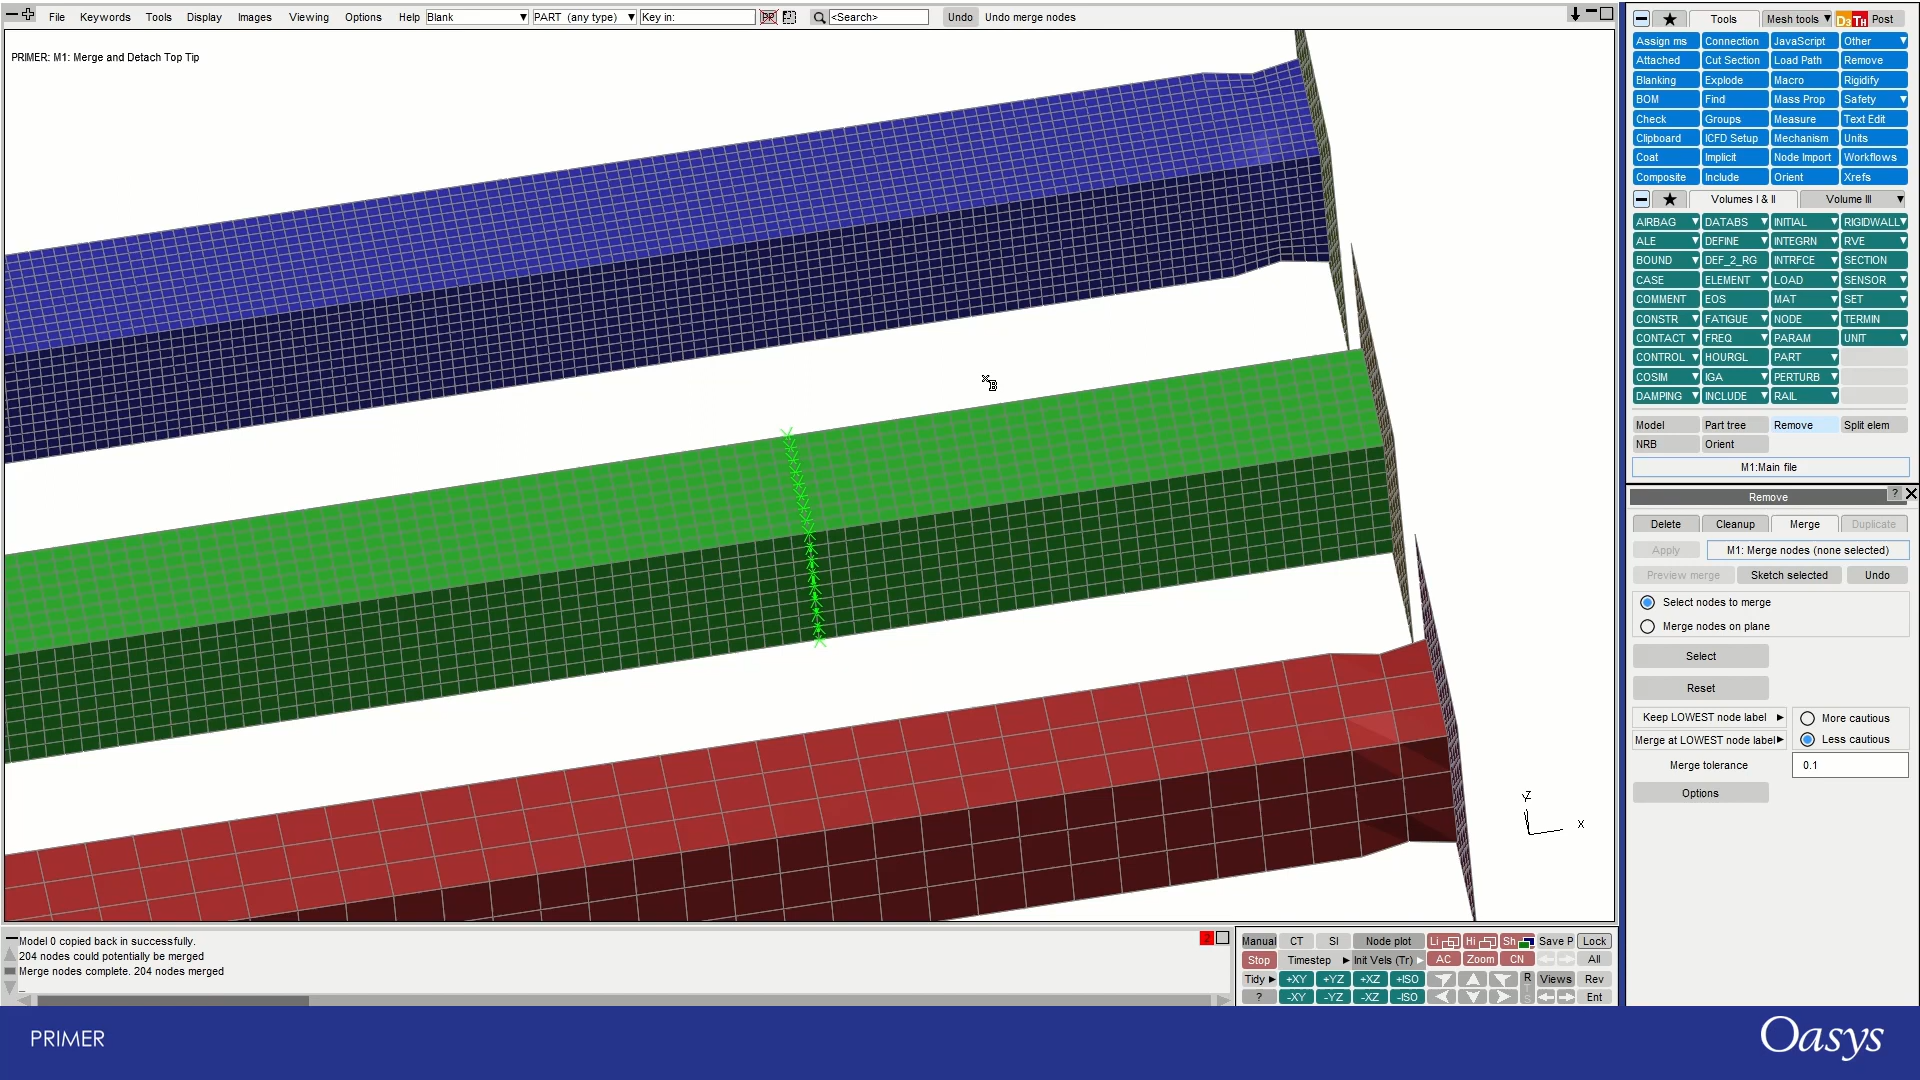 File Keywords Tools Display Images Viewing Options Help Blank PART (any type) Key in: <Search> Undo Undo merge nodes
PRIMER: M1: Merge and Detach Top Tip
Tools Mesh tools D3 TH Post
Assign ms Connection JavaScript Other
Attached Cut Section Load Path Remove
Blanking Explode Macro Rigidify
BOM Find Mass Prop Safety
Check Groups Measure Text Edit
Clipboard ICFD Setup Mechanism Units
Coat Implicit Node Import Workflows
Composite Include Orient Xrefs
Volumes I & II Volume III
AIRBAG DATABS INITIAL RIGIDWALL
ALE DEFINE INTEGRN RVE
BOUND DEF_2_RG INTRFCE SECTION
CASE ELEMENT LOAD SENSOR
COMMENT EOS MAT SET
CONSTR FATIGUE NODE TERMIN
CONTACT FREQ PARAM UNIT
CONTROL HOURGL PART
COSIM IGA PERTURB
DAMPING INCLUDE RAIL
Model Part tree Remove Split elem
NRB Orient
M1:Main file
Remove ?
Delete Cleanup Merge Duplicate
Apply M1: Merge nodes (none selected)
Preview merge Sketch selected Undo
Select nodes to merge
Merge nodes on plane
Select
Reset
Keep LOWEST node label More cautious
Merge at LOWEST node label Less cautious
Merge tolerance 0.1
Options
X
Model 0 copied back in successfully.
204 nodes could potentially be merged
Merge nodes complete. 204 nodes merged
Manual CT SI Node plot Li Hi Sh Save P Lock
Stop Timestep Init Vels (Tr) AC Zoom CN All
Tidy +XY +YZ +XZ +ISO R Views Rev
? -XY -YZ -XZ -ISO Ent
PRIMER
Oasys